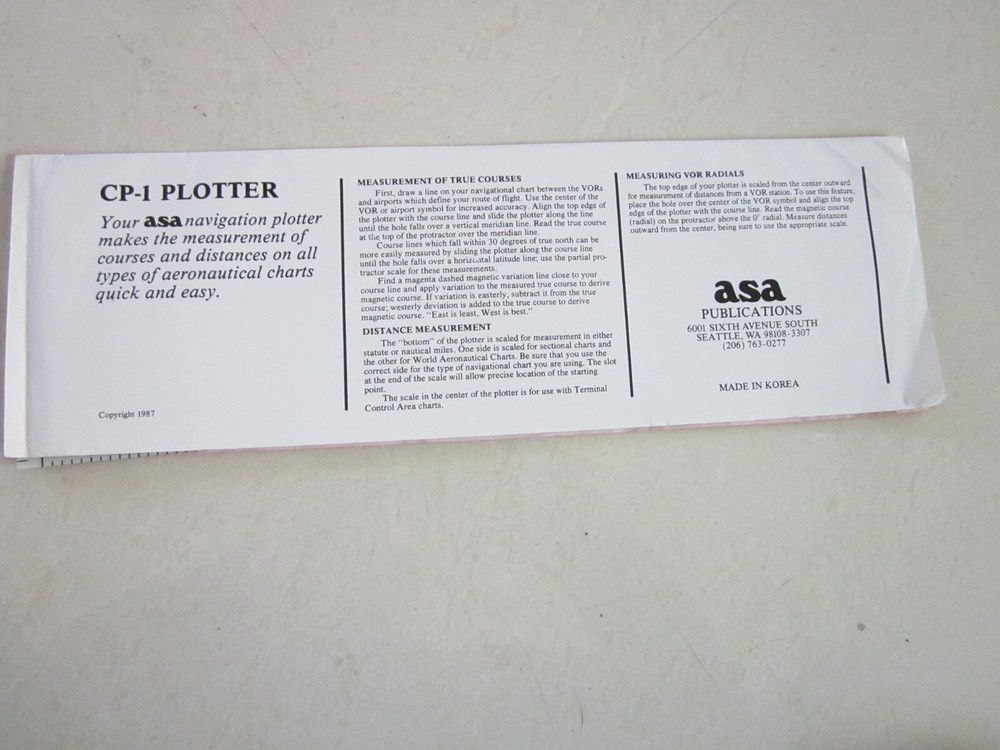 CP-1 PLOTTER
Your asa navigation plotter
makes the measurement of
courses and distances on all
types of aeronautical charts
quick and easy.
Copyright 1987
MEASUREMENT OF TRUE COURSES
First, draw a line on your navigational chart between the VORs
and airports which define your route of flight. Use the center of the
VOR or airport symbol for increased accuracy. Align the top edge of
the plotter with the course line and slide the plotter along the line
until the hole falls over a vertical meridian line. Read the true course
at the top of the protractor over the meridian line.
Course lines which fall within 30 degrees of true north can be
more easily measured by sliding the plotter along the course line
until the hole falls over a horizontal latitude line; use the partial pro-
tractor scale for these measurements.
Find a magenta dashed magnetic variation line close to your
course line and apply variation to the measured true course to derive
magnetic course. If variation is easterly, subtract it from the true
course; westerly deviation is added to the true course to derive
magnetic course. "East is least, West is best."
DISTANCE MEASUREMENT
The "bottom" of the plotter is scaled for measurement in either
statute or nautical miles. One side is scaled for sectional charts and
the other for World Aeronautical Charts. Be sure that you use the
correct side for the type of navigational chart you are using. The slot
at the end of the scale will allow precise location of the starting
point.
The scale in the center of the plotter is for use with Terminal
Control Area charts.
MEASURING VOR RADIALS
The top edge of your plotter is scaled from the center outward
for measurement of distances from a VOR station. To use this feature,
place the hole over the center of the VOR symbol and align the top
edge of the plotter with the course line. Read the magnetic course
(radial) on the protractor above the 0° radial. Measure distances
outward from the center, being sure to use the appropriate scale.
asa
PUBLICATIONS
6001 SIXTH AVENUE SOUTH
SEATTLE, WA 98108-3307
(206) 763-0277
MADE IN KOREA